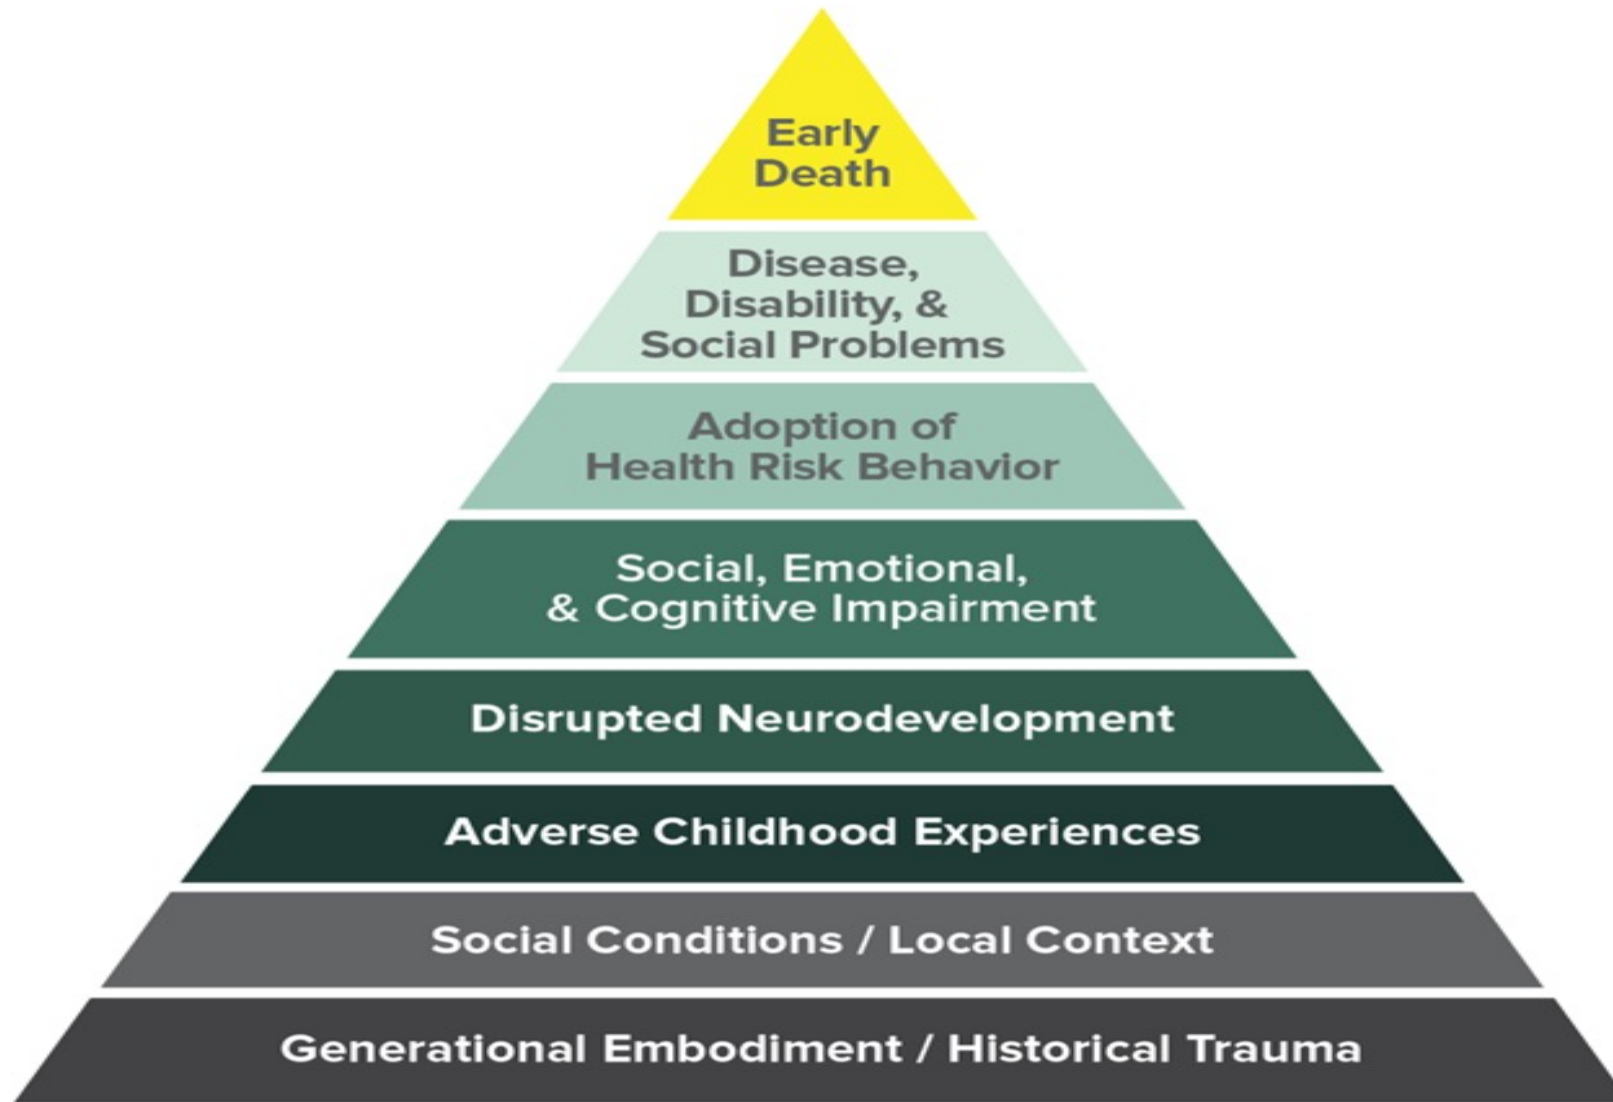 Early
Death
Disease,
Disability, &
Social Problems
Adoption of
Health Risk Behavior
Social, Emotional,
& Cognitive Impairment
Disrupted Neurodevelopment
Adverse Childhood Experiences
Social Conditions / Local Context
Generational Embodiment / Historical Trauma